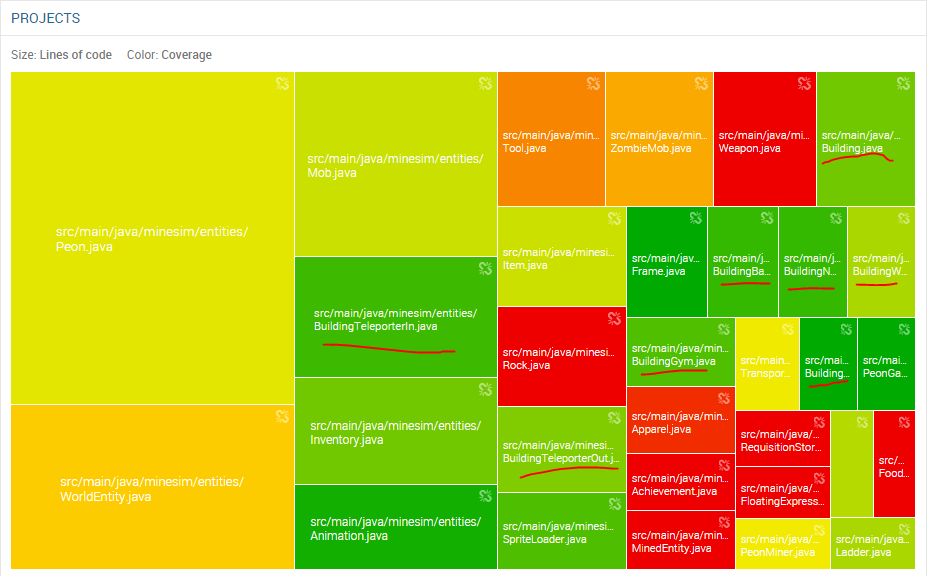 PROJECTS
Size: Lines of code Color: Coverage
src/main/java/minesim/entities/
Peon.java
src/main/java/minesim/entities/
WorldEntity.java
src/main/java/minesim/entities/
Mob.java
src/main/java/minesim/entities/
BuildingTeleporterIn.java
src/main/java/minesim/entities/
Inventory.java
src/main/java/minesim/entities/
Animation.java
src/main/java/min...
Tool.java
src/main/java/min...
ZombieMob.java
src/main/java/mi...
Weapon.java
src/main/java/...
Building.java
src/main/java/minesi...
Item.java
src/main/java/minesi...
Rock.java
src/main/java/minesi...
BuildingTeleporterOut.j...
src/main/java/minesi...
SpriteLoader.java
src/main/jav...
Frame.java
src/main/j...
BuildingBa...
src/main/j...
BuildingN...
src/main/j...
BuildingW...
src/main/java/min...
BuildingGym.java
src/main/java/min...
Apparel.java
src/main/java/min...
Achievement.java
src/main/java/min...
MinedEntity.java
src/main...
Transpor...
src/mai...
Building...
src/mai...
PeonGa...
src/main/java/...
RequisitionStor...
src/main/java/...
FloatingExpress...
src/main/java/...
PeonMiner.java
src/...
Food...
src/main/java/...
Ladder.java